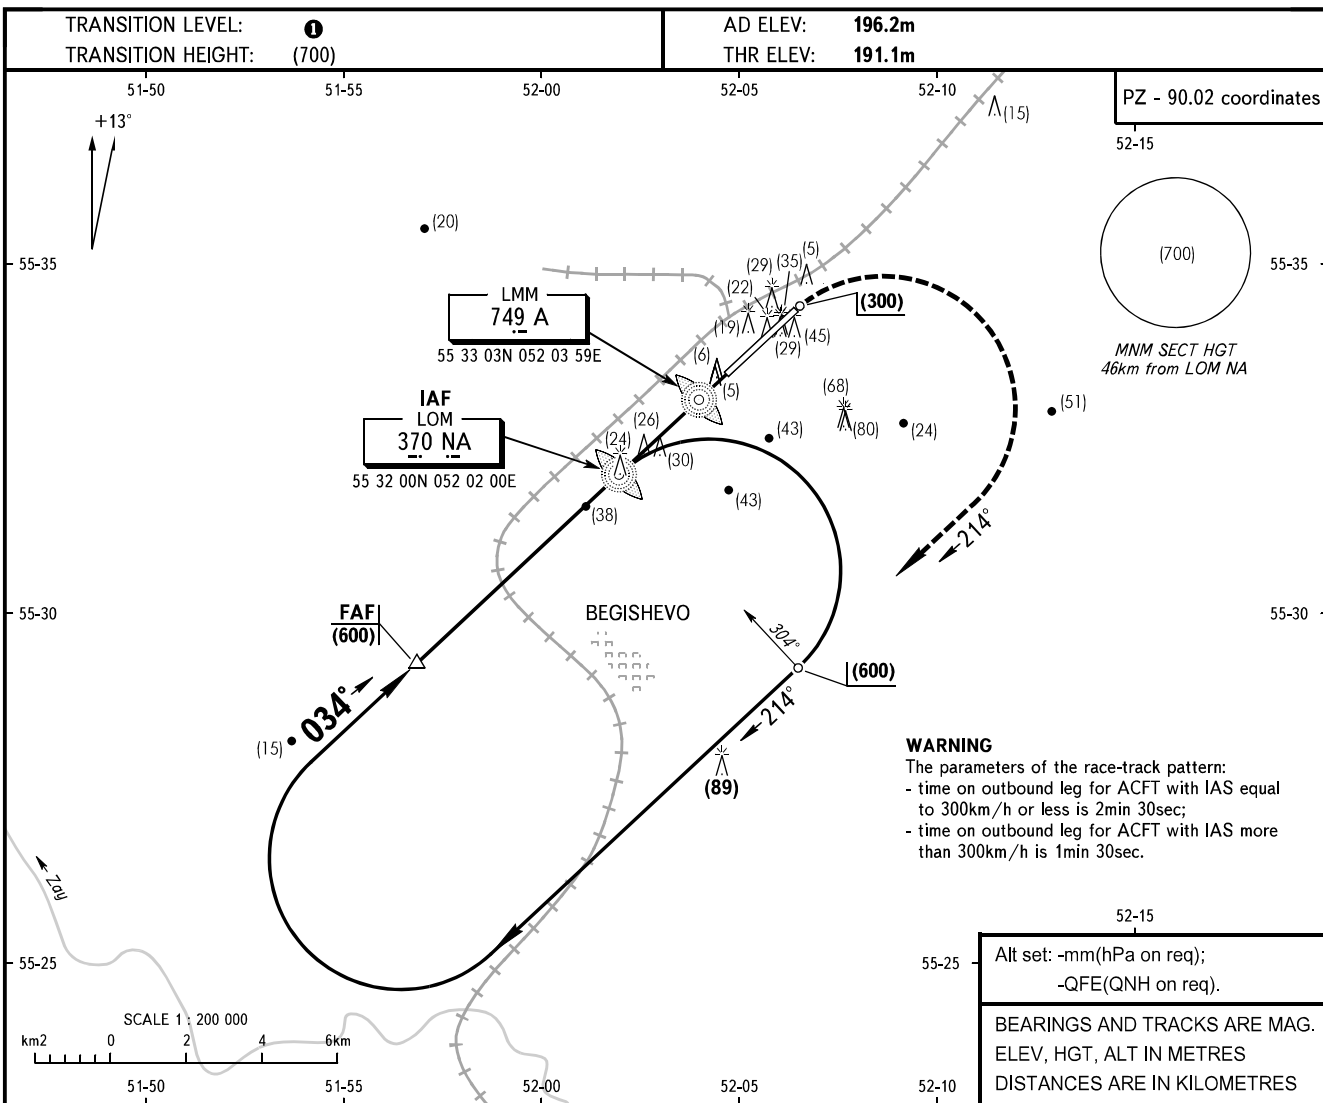 TRANSITION LEVEL: 1
TRANSITION HEIGHT: (700)
AD ELEV: 196.2m
THR ELEV: 191.1m
51-50 51-55 52-00 52-05 52-10
PZ - 90.02 coordinates
52-15
+13°
(15)
(20)
55-35
(700)
55-35
MNM SECT HGT
46km from LOM NA
LMM
749 A
55 33 03N 052 03 59E
(29) (35) (5)
(22)
(19)
(45)
(29)
(300)
(6)
(5)
IAF
LOM
370 NA
55 32 00N 052 02 00E
(26)
(24)
(30)
(43)
(68)
(80)
(24)
(51)
(43)
(38)
214°
55-30
FAF
(600)
BEGISHEVO
304°
(600)
55-30
034°
(15)
214°
(89)
WARNING
The parameters of the race-track pattern:
- time on outbound leg for ACFT with IAS equal
to 300km/h or less is 2min 30sec;
- time on outbound leg for ACFT with IAS more
than 300km/h is 1min 30sec.
Zay
52-15
55-25
55-25
Alt set: -mm(hPa on req);
-QFE(QNH on req).
SCALE 1 : 200 000
km2 0 2 4 6km
BEARINGS AND TRACKS ARE MAG.
ELEV, HGT, ALT IN METRES
DISTANCES ARE IN KILOMETRES
51-50 51-55 52-00 52-05 52-10